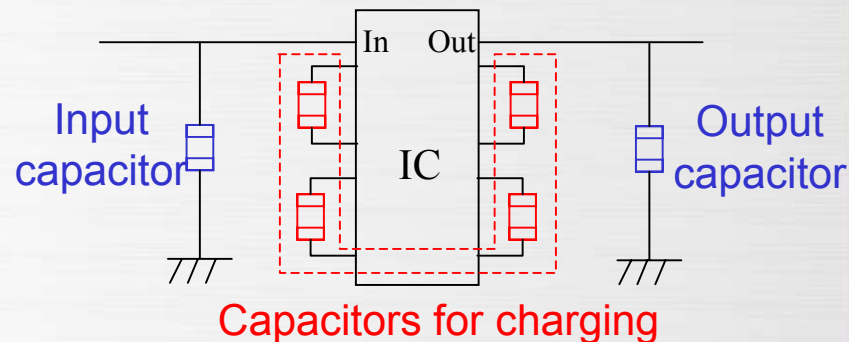 In Out
Input
capacitor
IC
Output
capacitor
Capacitors for charging